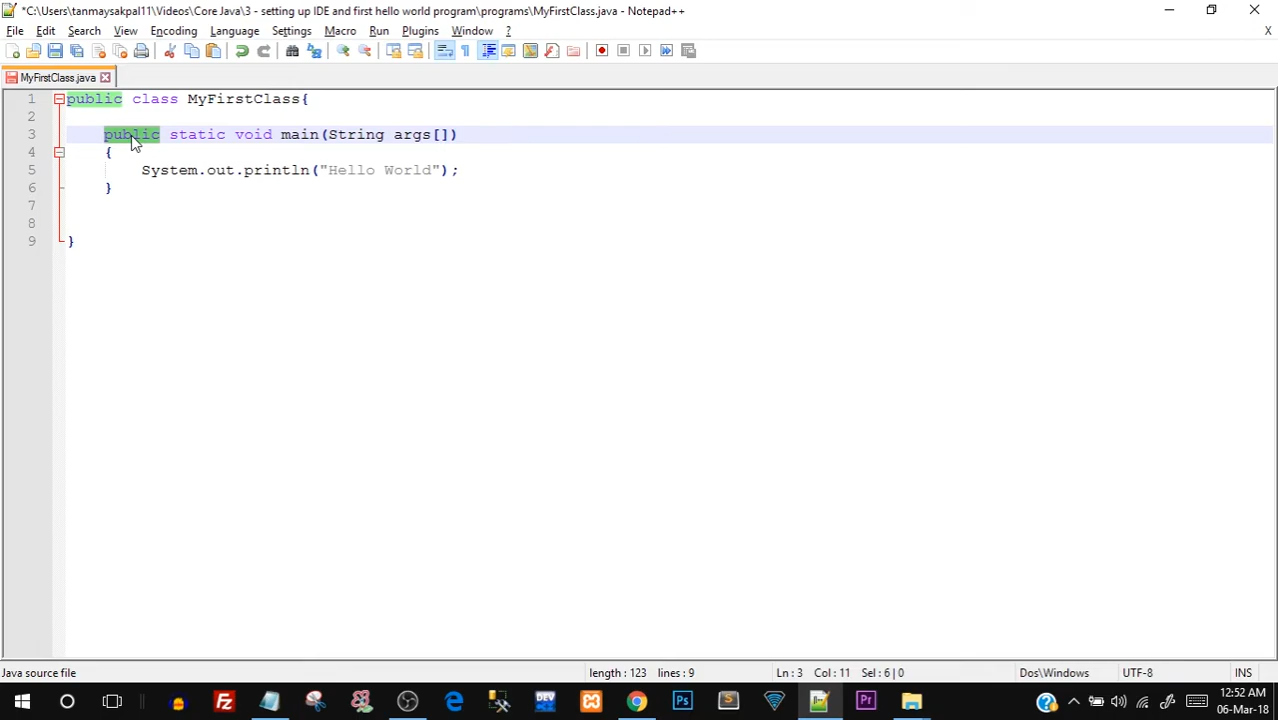 *C:\Users\tanmaysakpal11\Videos\Core Java\3 - setting up IDE and first hello world program\programs\MyFirstClass.java - Notepad++
File Edit Search View Encoding Language Settings Macro Run Plugins Window ? X
MyFirstClass.java
1 public class MyFirstClass{
2
3 public static void main(String args[])
4 {
5 System.out.println("Hello World");
6 }
7
8
9 }
Java source file length : 123 lines : 9 Ln : 3 Col : 11 Sel : 6 | 0 Dos\Windows UTF-8 INS
12:52 AM
06-Mar-18